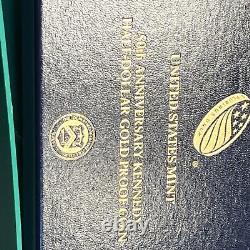 UNITED STATES MINT
50TH ANNIVERSARY KENNEDY
HALF-DOLLAR GOLD PROOF COIN